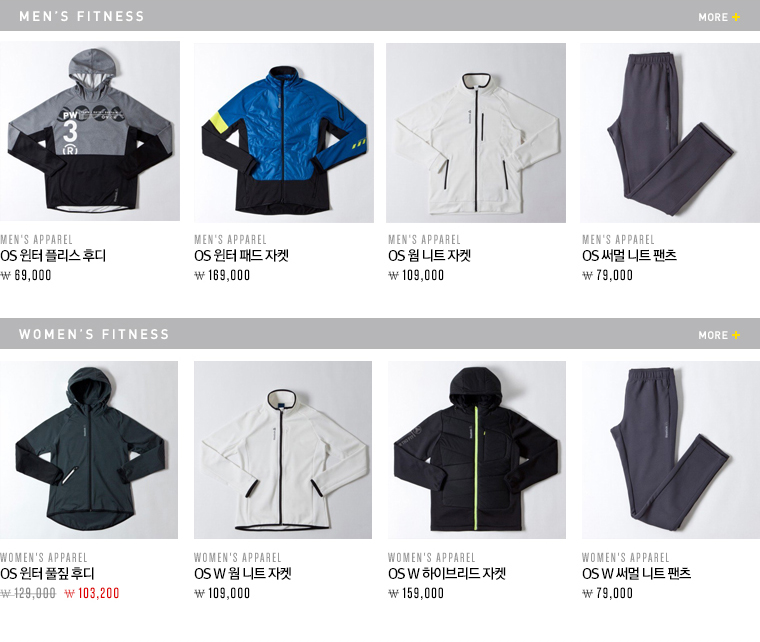 MEN'S FITNESS
MORE +
PW
3
R
MEN'S APPAREL
OS 윈터 플리스 후디
₩ 69,000
MEN'S APPAREL
OS 윈터 패드 자켓
₩ 169,000
MEN'S APPAREL
OS 웜 니트 자켓
₩ 109,000
MEN'S APPAREL
OS 써멀 니트 팬츠
₩ 79,000
WOMEN'S FITNESS
MORE +
WOMEN'S APPAREL
OS 윈터 풀짚 후디
₩ 129,000 ₩ 103,200
WOMEN'S APPAREL
OS W 웜 니트 자켓
₩ 109,000
WOMEN'S APPAREL
OS W 하이브리드 자켓
₩ 159,000
WOMEN'S APPAREL
OS W 써멀 니트 팬츠
₩ 79,000